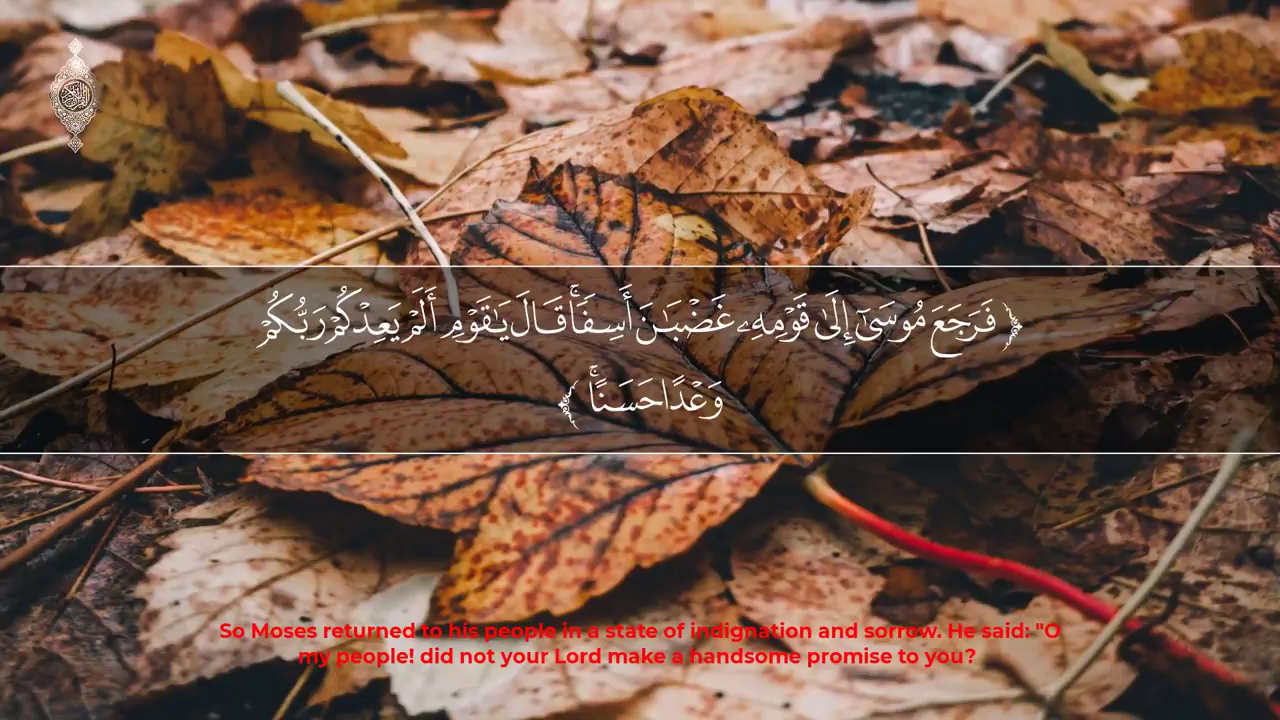 ﴿ فَرَجَعَ مُوسَىٰٓ إِلَىٰ قَوْمِهِۦ غَضْبَـٰنَ أَسِفًاۚ قَالَ يَـٰقَوْمِ أَلَمْ يَعِدْكُمْ رَبُّكُمْ
وَعْدًا حَسَنًاۚ ﴾
So Moses returned to his people in a state of indignation and sorrow. He said: "O
my people! did not your Lord make a handsome promise to you?